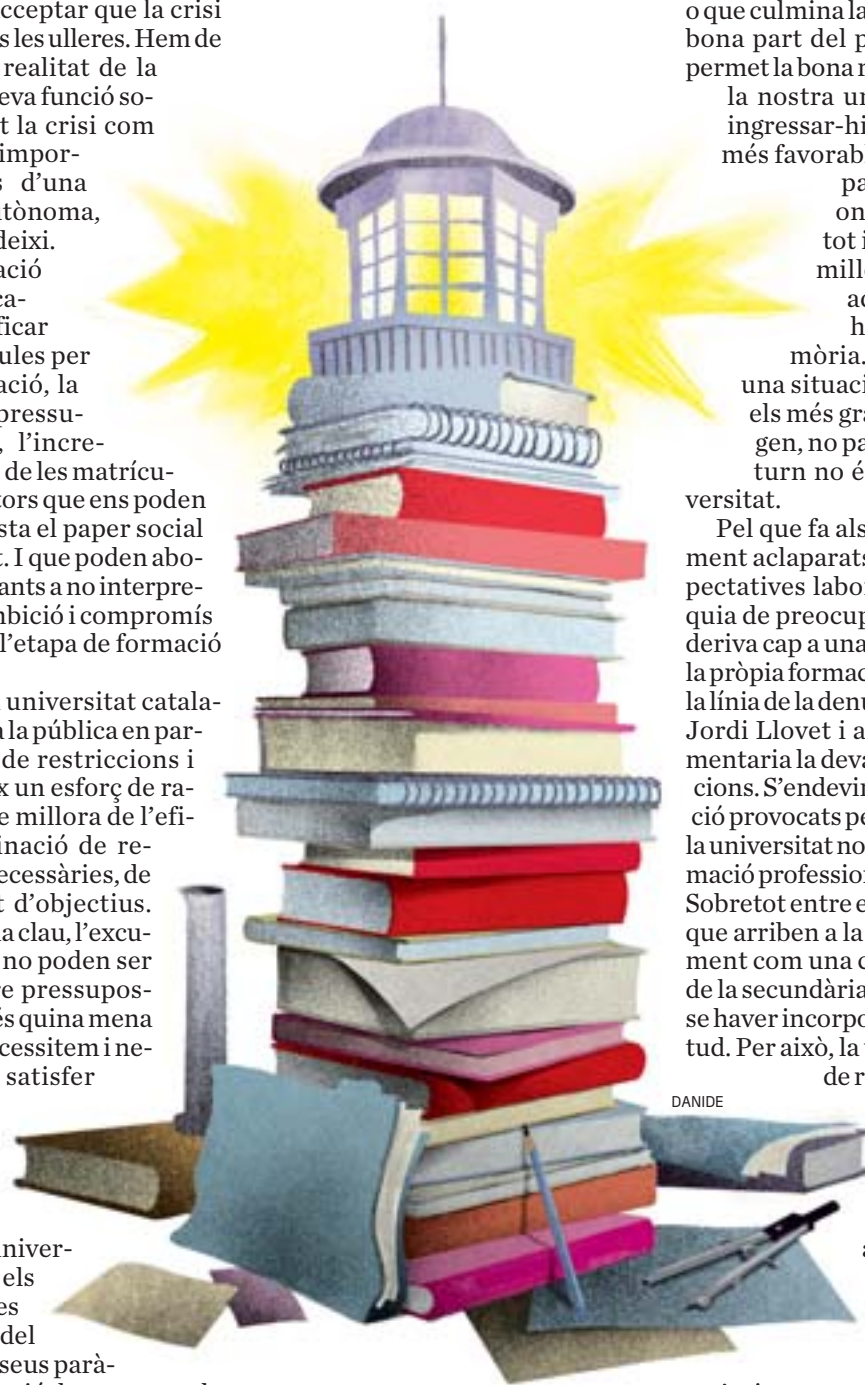 cceptar que la crisi
s les ulleres. Hem de
realitat de la
eva funció so-
t la crisi com
impor-
s d'una
utònoma,
deixi.
ació
ca-
ficar
ules per
ació, la
pressu-
, l'incre-
de les matrícu-
tors que ens poden
sta el paper social
t. I que poden abo-
ants a no interpre-
mbició i compromís
l'etapa de formació
universitat catala-
a la pública en par-
de restriccions i
x un esforç de ra-
e millora de l'efi-
inació de re-
ecessàries, de
t d'objectius.
la clau, l'excu-
no poden ser
re pressupos-
és quina mena
cessitem i ne-
satisfer
niver-
els
es
del
seus parà-
o que culmina la
bona part del p
permet la bona r
la nostra un
ingressar-hi
més favorabl
pa
on
tot i
mill
ac
h
mòria.
una situaci
els més gra
gen, no pa
turn no é
versitat.
Pel que fa als
ment aclaparats
pectatives labor
quia de preocup
deriva cap a una
la pròpia formac
la línia de la denu
Jordi Llovet i a
mentaria la deva
cions. S'endevin
ció provocats pe
la universitat no
mació profession
Sobretot entre e
que arriben a la
ment com una c
de la secundària
se haver incorpo
tud. Per això, la
de r
DANIDE